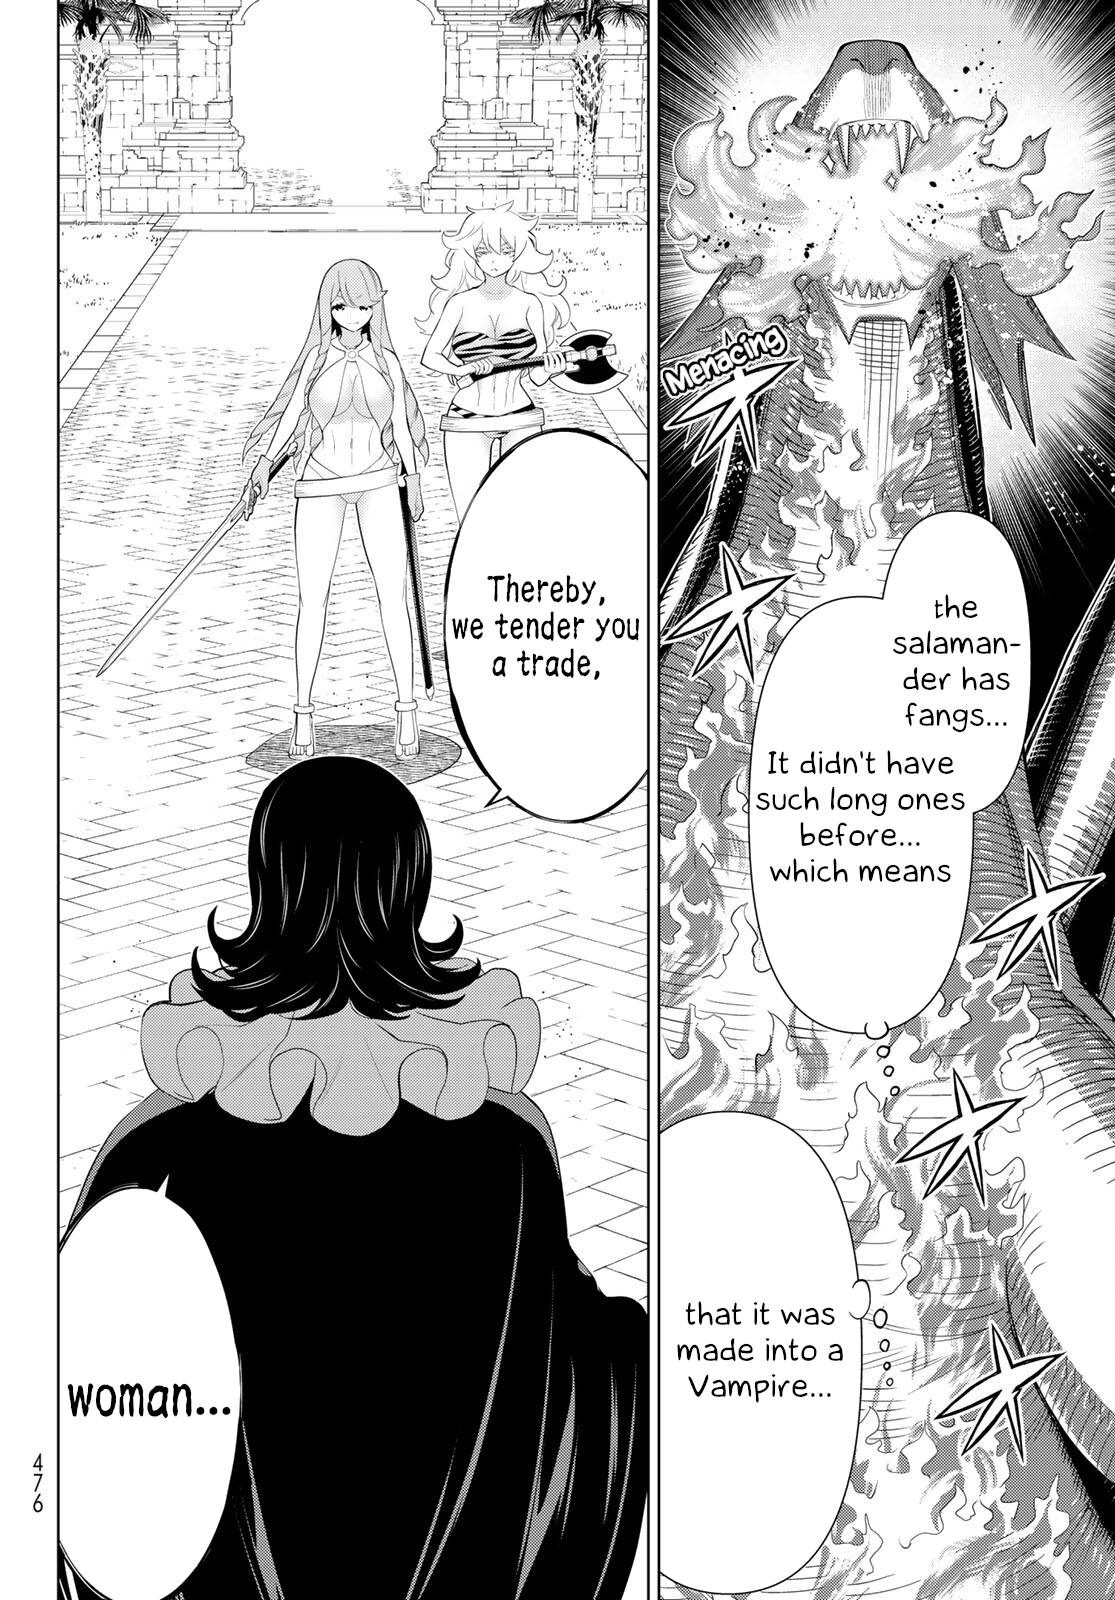 Menacing
the
salaman-
der has
fangs...
It didn't have
such long ones
before...
which means
that it was
made into a
Vampire...
Thereby,
we tender you
a trade,
woman...
476